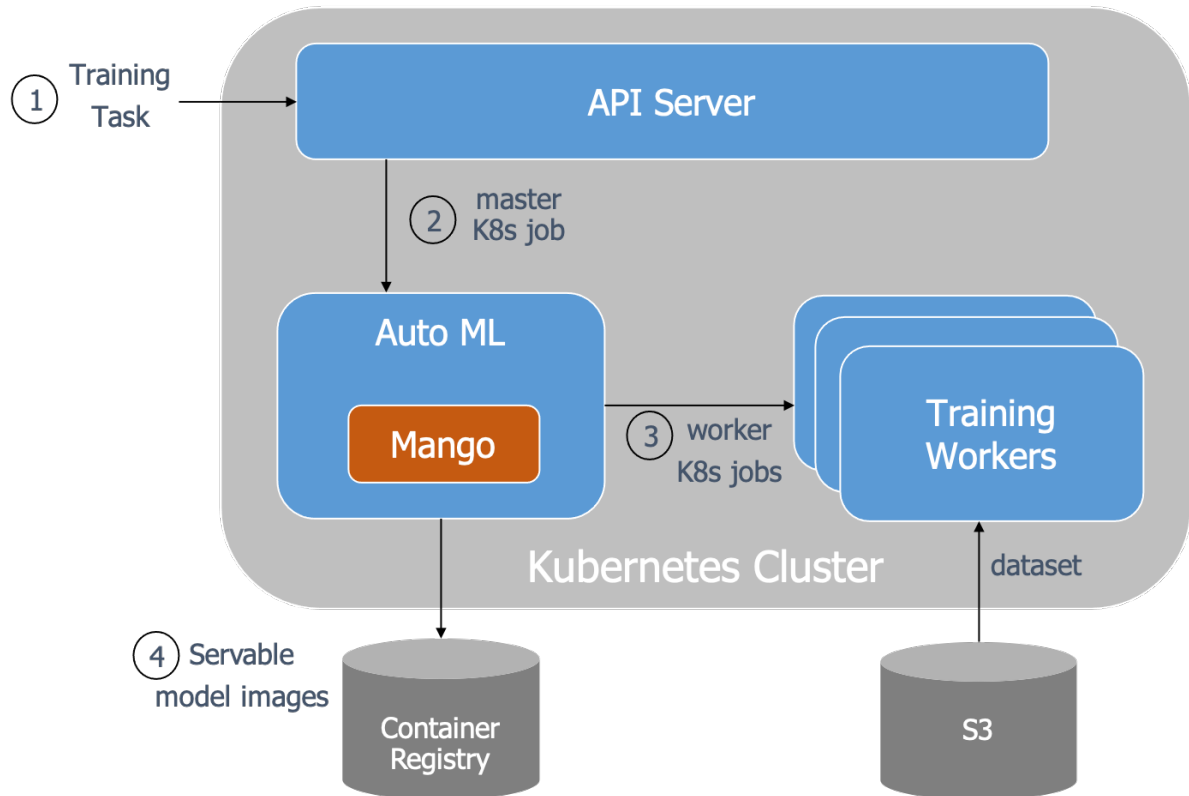 1
Training
Task
API Server
2
master
K8s job
Auto ML
Mango
3
worker
K8s jobs
Training
Workers
Kubernetes Cluster
dataset
4
Servable
model images
Container
Registry
S3